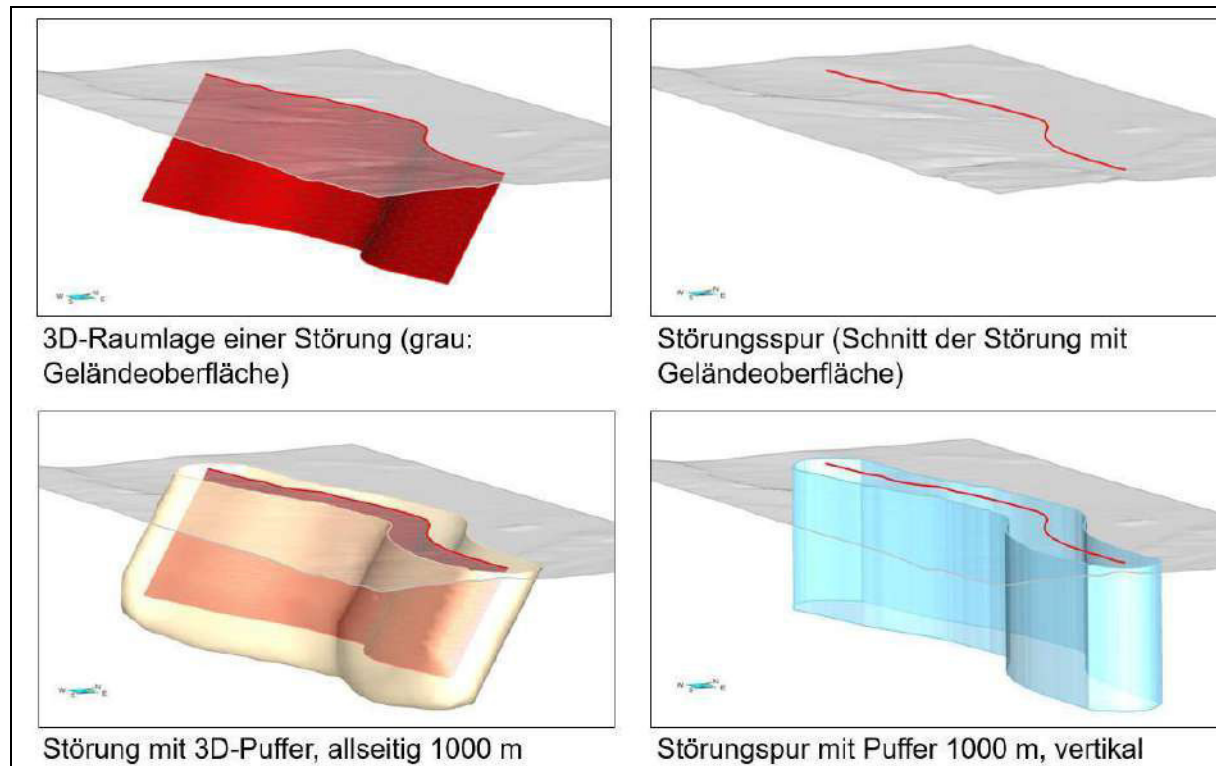 3D-Raumlage einer Störung (grau:
Geländeoberfläche)
Störungsspur (Schnitt der Störung mit
Geländeoberfläche)
Störung mit 3D-Puffer, allseitig 1000 m
Störungspur mit Puffer 1000 m, vertikal
W
S
N
E
W
S
N
E
W
S
N
E
W
S
N
E